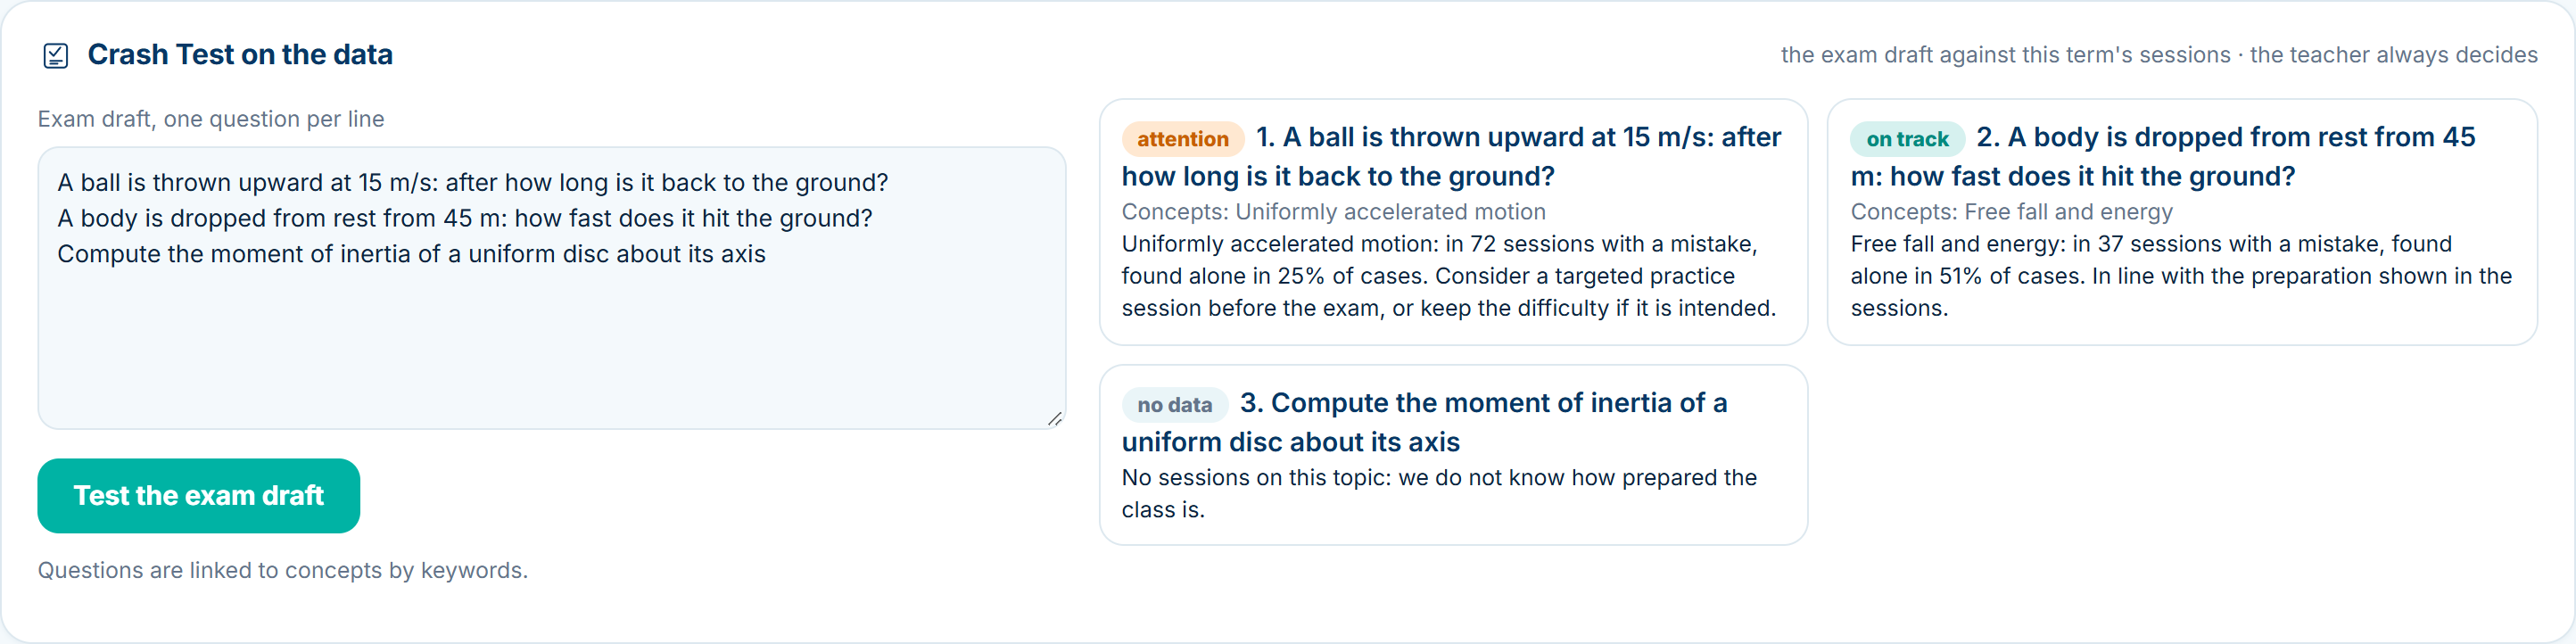 Crash Test on the data
the exam draft against this term's sessions · the teacher always decides
Exam draft, one question per line
A ball is thrown upward at 15 m/s: after how long is it back to the ground?
A body is dropped from rest from 45 m: how fast does it hit the ground?
Compute the moment of inertia of a uniform disc about its axis
Test the exam draft
Questions are linked to concepts by keywords.
attention 1. A ball is thrown upward at 15 m/s: after
how long is it back to the ground?
Concepts: Uniformly accelerated motion
Uniformly accelerated motion: in 72 sessions with a mistake,
found alone in 25% of cases. Consider a targeted practice
session before the exam, or keep the difficulty if it is intended.
on track 2. A body is dropped from rest from 45
m: how fast does it hit the ground?
Concepts: Free fall and energy
Free fall and energy: in 37 sessions with a mistake, found
alone in 51% of cases. In line with the preparation shown in the
sessions.
no data 3. Compute the moment of inertia of a
uniform disc about its axis
No sessions on this topic: we do not know how prepared the
class is.